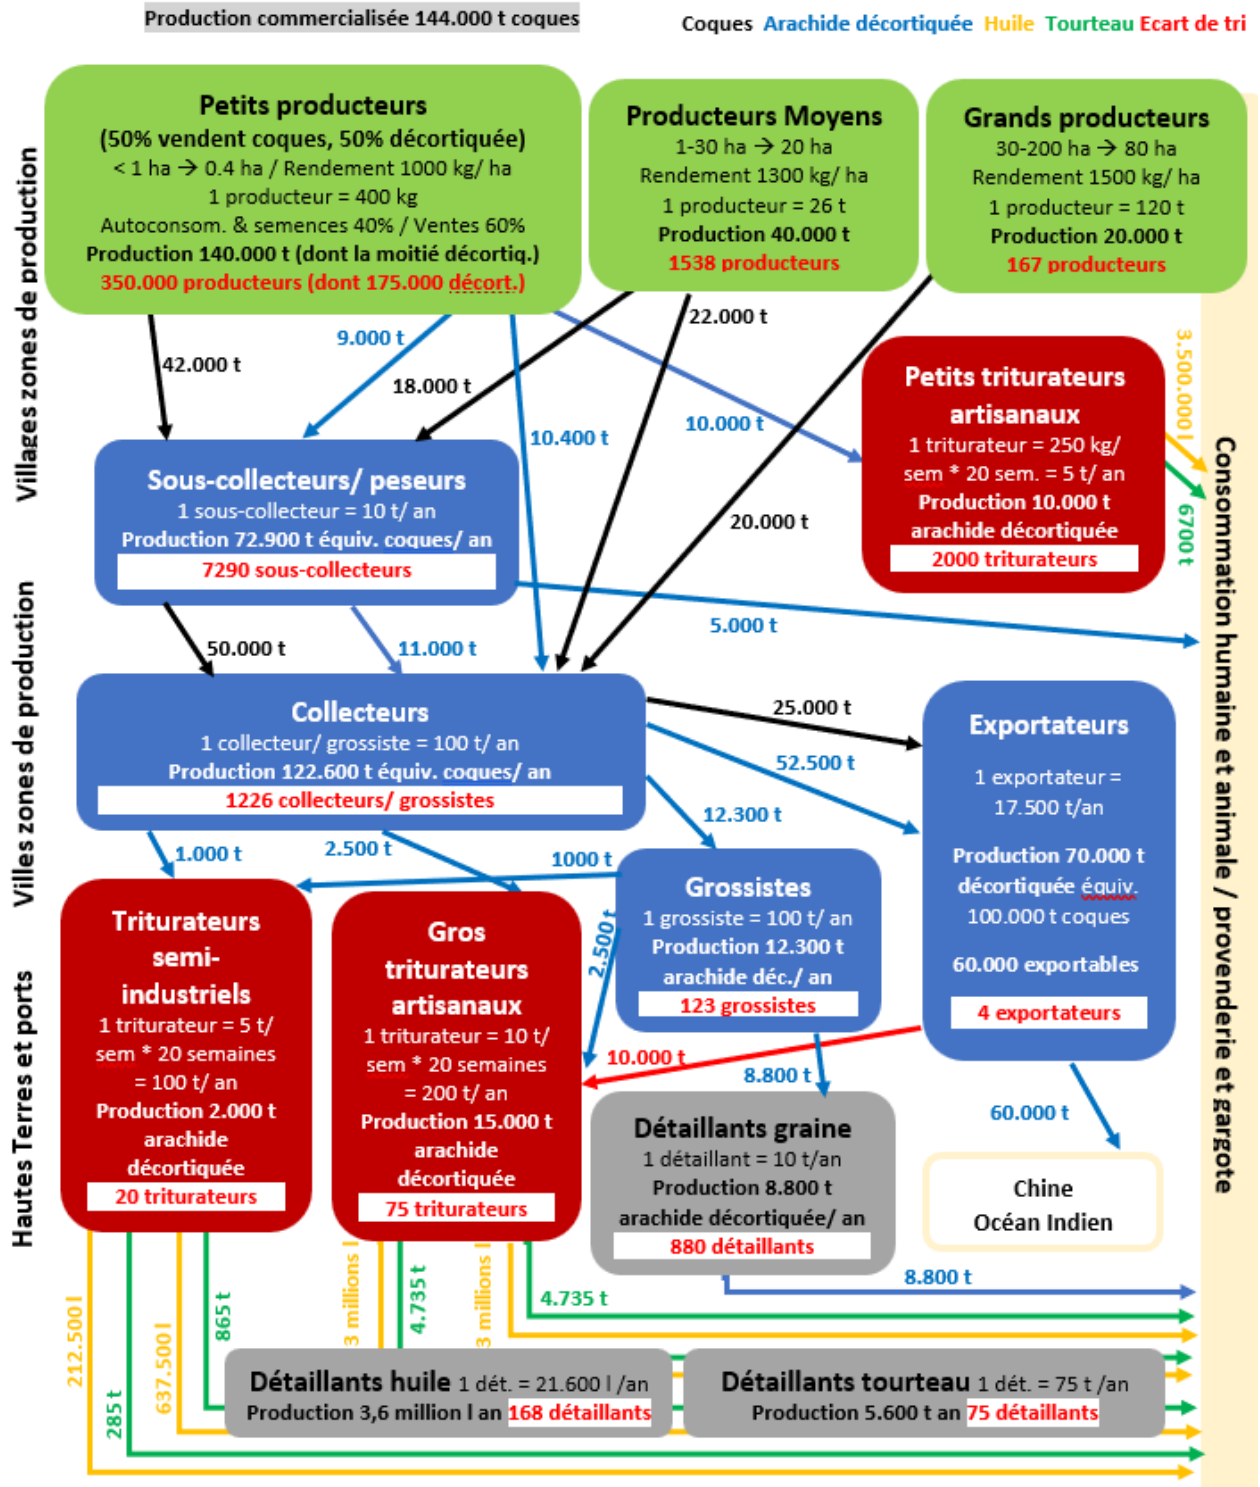 Production commercialisée 144.000 t coques
Coques Arachide décortiquée Huile Tourteau Ecart de tri
Villages zones de production
Petits producteurs
(50% vendent coques, 50% décortiquée)
< 1 ha → 0.4 ha / Rendement 1000 kg/ ha
1 producteur = 400 kg
Autoconsom. & semences 40% / Ventes 60%
Production 140.000 t (dont la moitié décortiq.)
350.000 producteurs (dont 175.000 décort.)
Producteurs Moyens
1-30 ha → 20 ha
Rendement 1300 kg/ ha
1 producteur = 26 t
Production 40.000 t
1538 producteurs
Grands producteurs
30-200 ha → 80 ha
Rendement 1500 kg/ ha
1 producteur = 120 t
Production 20.000 t
167 producteurs
42.000 t
9.000 t
18.000 t
10.400 t
22.000 t
10.000 t
20.000 t
Petits triturateurs
artisanaux
1 triturateur = 250 kg/
sem * 20 sem. = 5 t/ an
Production 10.000 t
arachide décortiquée
2000 triturateurs
3.500.000 l
6700 t
Consommation humaine et animale / provenderie et gargote
Sous-collecteurs/ peseurs
1 sous-collecteur = 10 t/ an
Production 72.900 t équiv. coques/ an
7290 sous-collecteurs
5.000 t
50.000 t
11.000 t
Villes zones de production
Collecteurs
1 collecteur/ grossiste = 100 t/ an
Production 122.600 t équiv. coques/ an
1226 collecteurs/ grossistes
25.000 t
52.500 t
12.300 t
1.000 t
2.500 t
1000 t
2.500 t
Exportateurs
1 exportateur =
17.500 t/an
Production 70.000 t
décortiquée équiv.
100.000 t coques
60.000 exportables
4 exportateurs
Grossistes
1 grossiste = 100 t/ an
Production 12.300 t
arachide déc./ an
123 grossistes
Hautes Terres et ports
Triturateurs
semi-
industriels
1 triturateur = 5 t/
sem * 20 semaines
= 100 t/ an
Production 2.000 t
arachide
décortiquée
20 triturateurs
Gros
triturateurs
artisanaux
1 triturateur = 10 t/
sem * 20 semaines
= 200 t/ an
Production 15.000 t
arachide
décortiquée
75 triturateurs
10.000 t
8.800 t
60.000 t
Détaillants graine
1 détaillant = 10 t/an
Production 8.800 t
arachide décortiquée/ an
880 détaillants
Chine
Océan Indien
8.800 t
4.735 t
212.500 l
285 t
637.500 l
865 t
3 millions l
4.735 t
3 millions l
Détaillants huile 1 dét. = 21.600 l /an
Production 3,6 million l an 168 détaillants
Détaillants tourteau 1 dét. = 75 t /an
Production 5.600 t an 75 détaillants